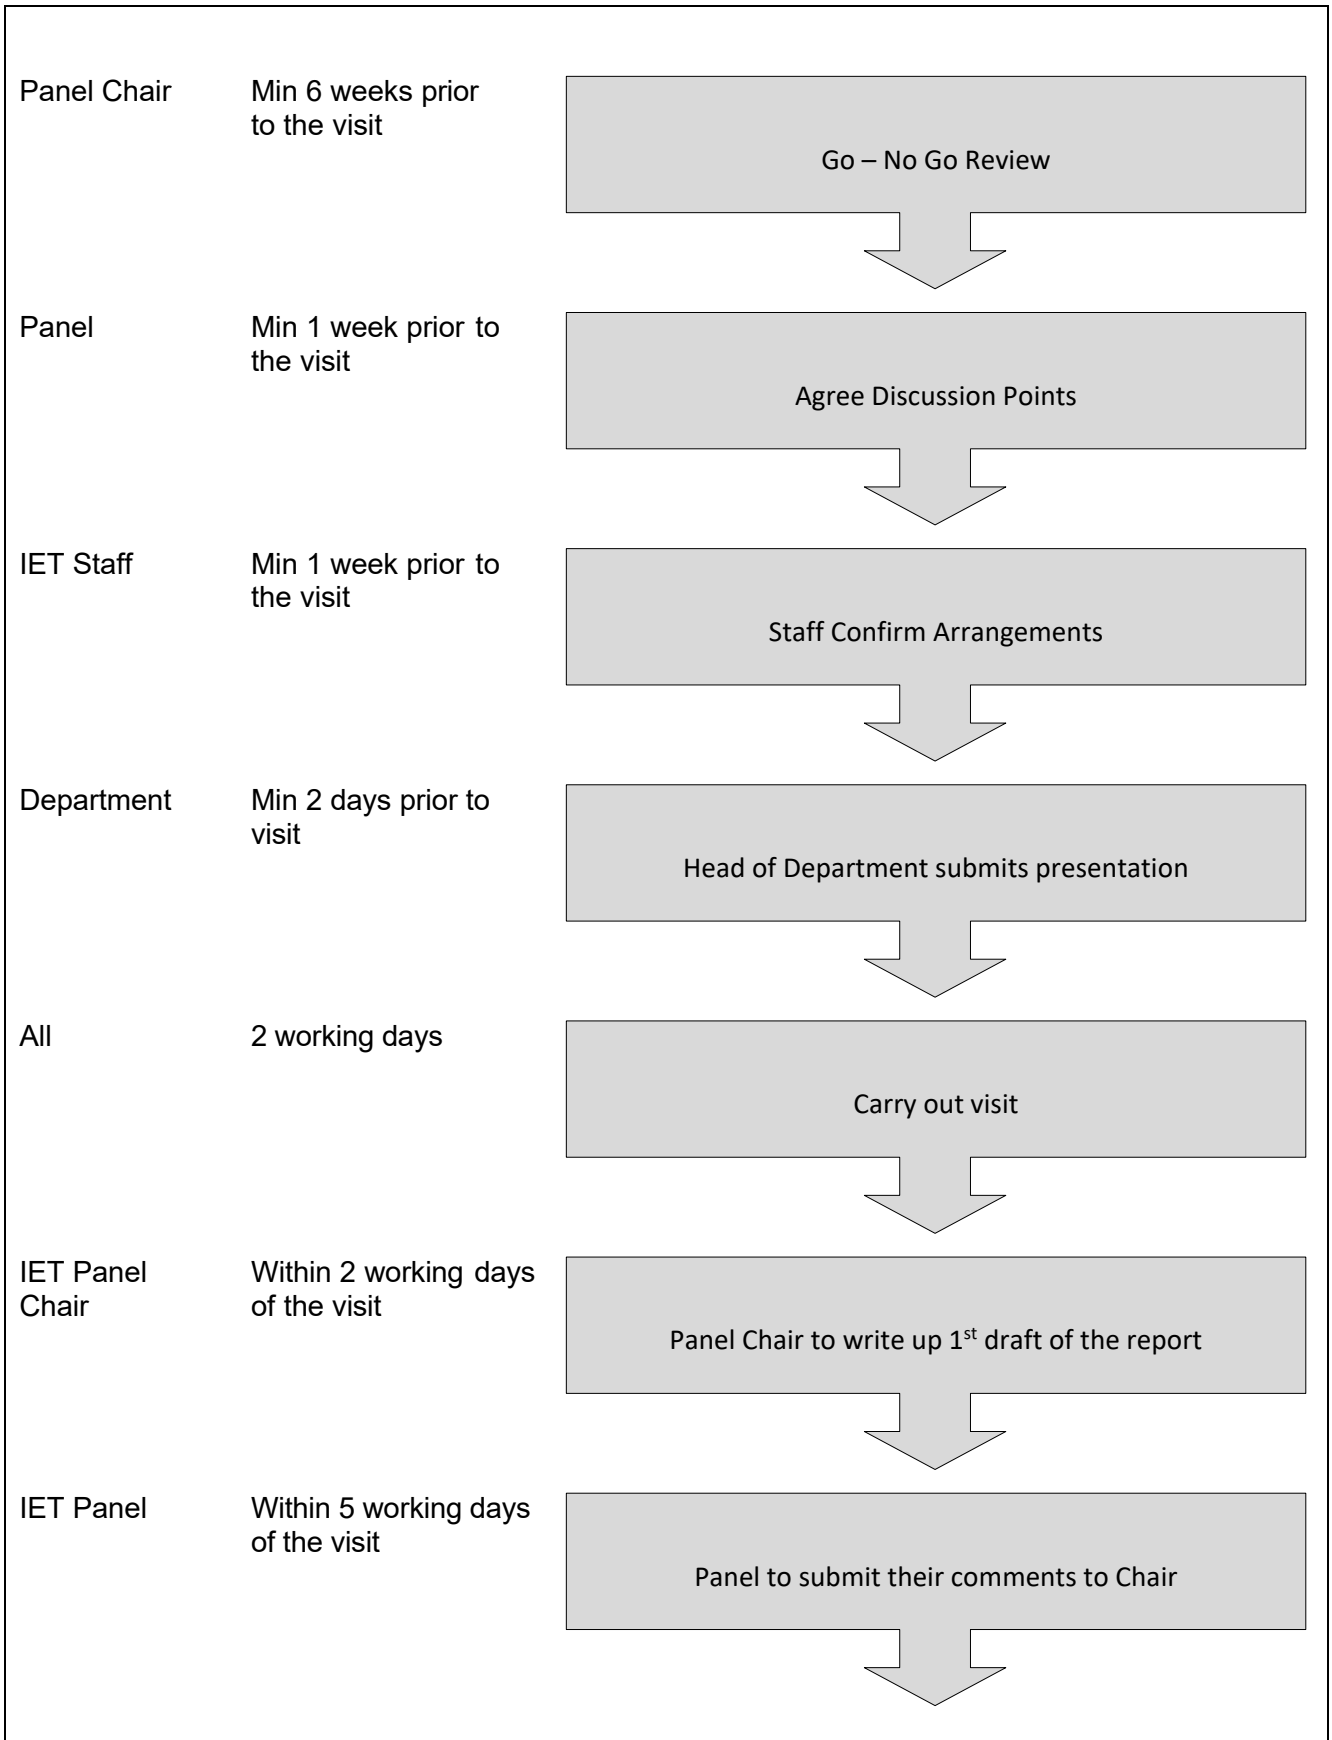 Panel Chair
Min 6 weeks prior
to the visit
Go – No Go Review
Panel
Min 1 week prior to
the visit
Agree Discussion Points
IET Staff
Min 1 week prior to
the visit
Staff Confirm Arrangements
Department
Min 2 days prior to
visit
Head of Department submits presentation
All
2 working days
Carry out visit
IET Panel
Chair
Within 2 working days
of the visit
Panel Chair to write up 1st draft of the report
IET Panel
Within 5 working days
of the visit
Panel to submit their comments to Chair